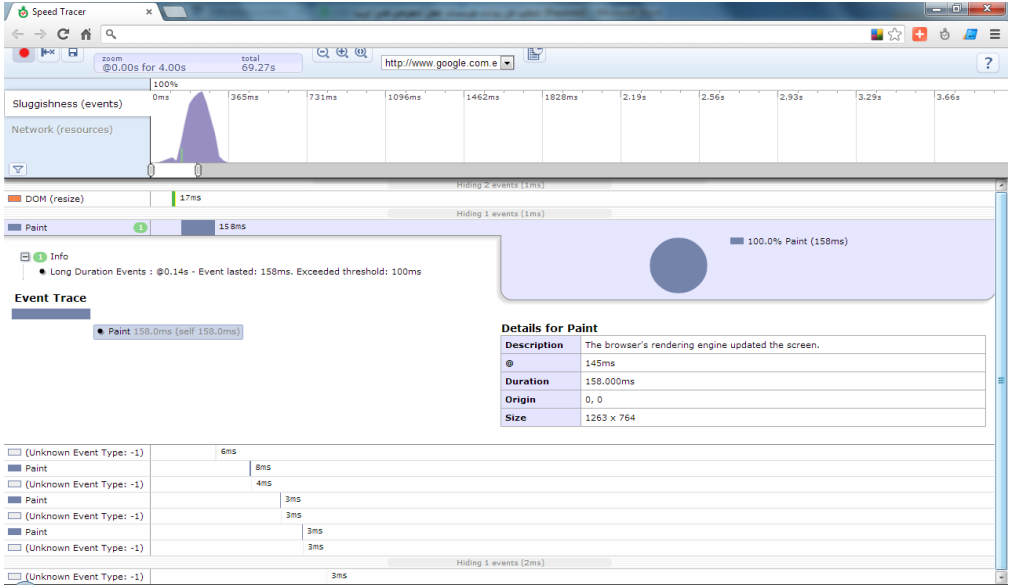 Speed Tracer
zoom
@0.00s for 4.00s
total
69.27s
http://www.google.com.e
?
100%
Sluggishness (events)
0ms 365ms 731ms 1096ms 1462ms 1828ms 2.19s 2.56s 2.93s 3.29s 3.66s
Network (resources)
Hiding 2 events (1ms)
DOM (resize) 17ms
Hiding 1 events (1ms)
Paint 1 158ms
100.0% Paint (158ms)
1 Info
Long Duration Events : @0.14s - Event lasted: 158ms. Exceeded threshold: 100ms
Event Trace
Paint 158.0ms (self 158.0ms)
Details for Paint
Description The browser's rendering engine updated the screen.
@ 145ms
Duration 158.000ms
Origin 0, 0
Size 1263 x 764
(Unknown Event Type: -1) 6ms
Paint 8ms
(Unknown Event Type: -1) 4ms
Paint 3ms
(Unknown Event Type: -1) 3ms
Paint 3ms
(Unknown Event Type: -1) 3ms
Hiding 1 events (2ms)
(Unknown Event Type: -1) 3ms